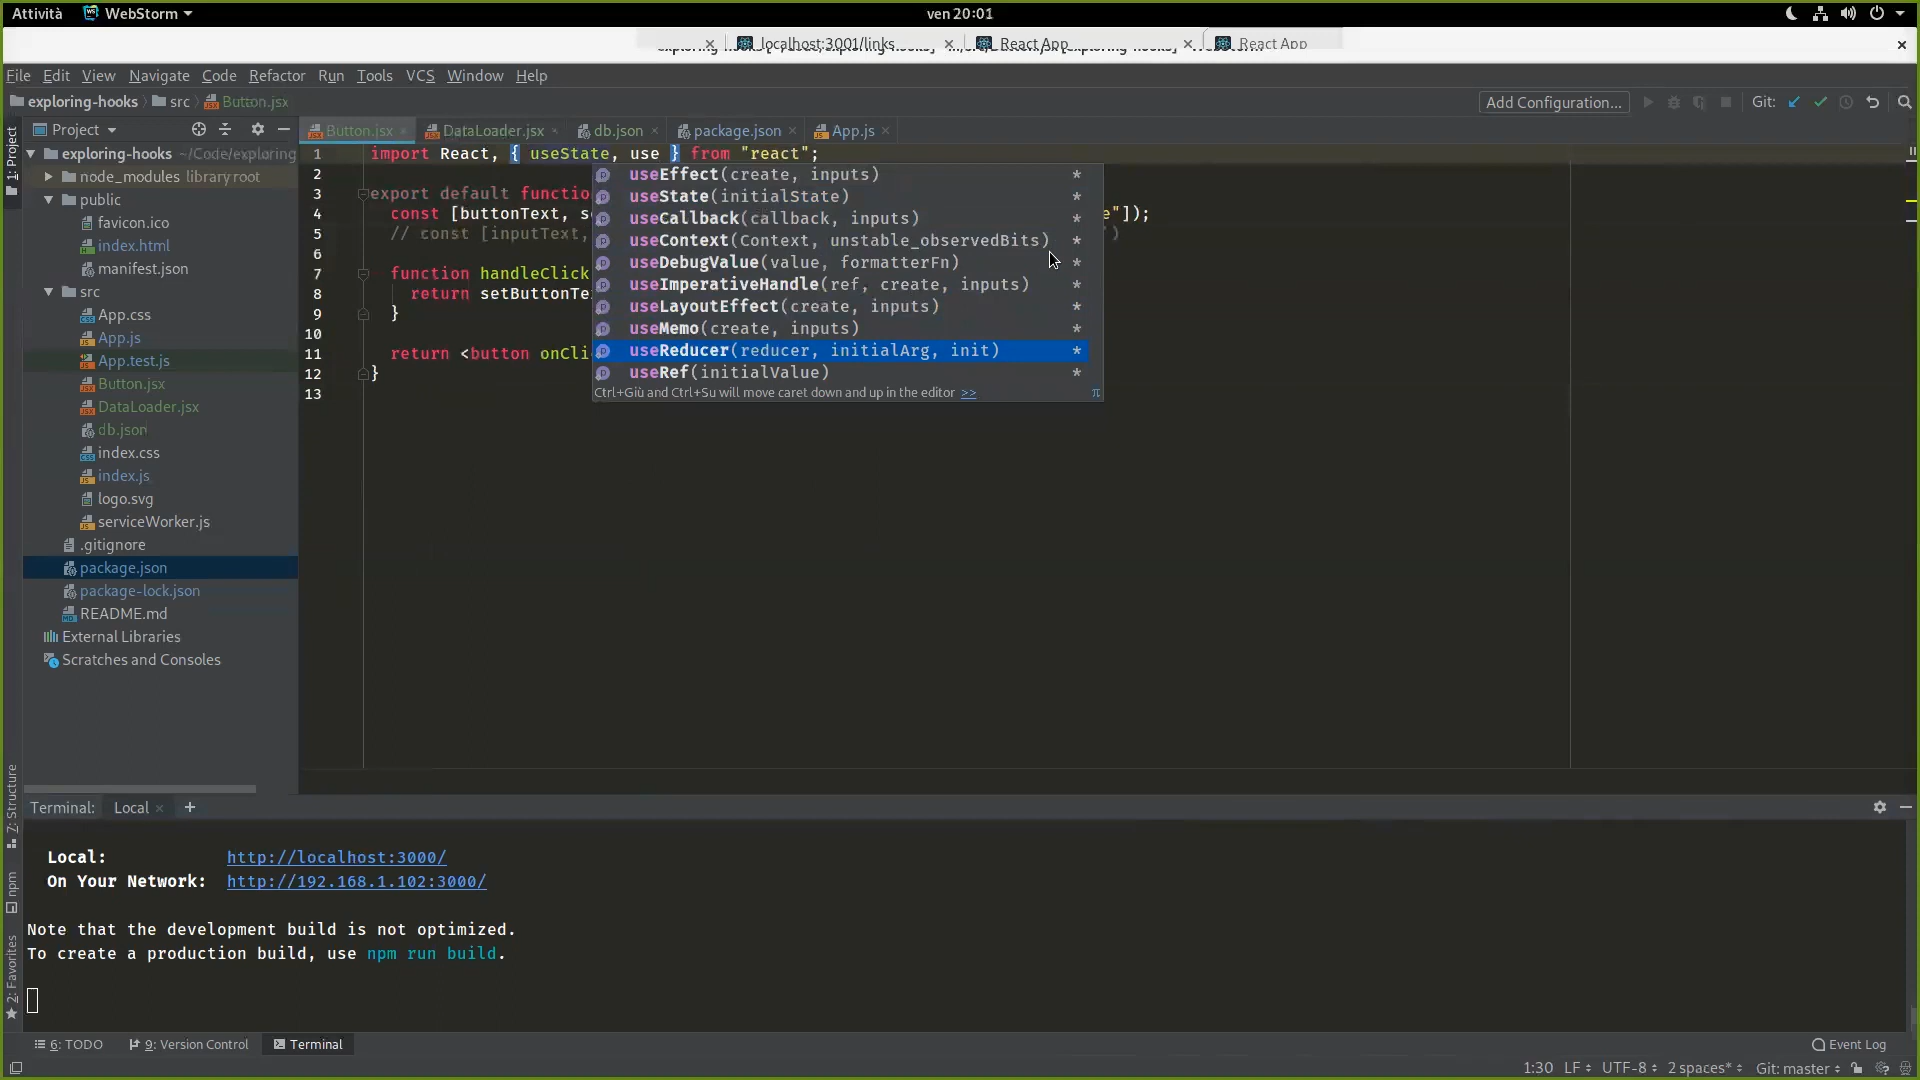 Attività WebStorm ven 20:01
localhost:3001/links React App React App
File Edit View Navigate Code Refactor Run Tools VCS Window Help
exploring-hooks src Button.jsx Add Configuration... Git:
1: Project Project
Button.jsx DataLoader.jsx db.json package.json App.js
exploring-hooks ~/Code/exploring
node_modules library root
public
favicon.ico
index.html
manifest.json
src
App.css
App.js
App.test.js
Button.jsx
DataLoader.jsx
db.json
index.css
index.js
logo.svg
serviceWorker.js
.gitignore
package.json
package-lock.json
README.md
External Libraries
Scratches and Consoles
1 import React, { useState, use } from "react";
2
3 export default functio
4 const [buttonText, s e"]);
5 // const [inputText, )
6
7 function handleClick
8 return setButtonTe
9 }
10
11 return <button onCli
12 }
13
useEffect(create, inputs) *
useState(initialState) *
useCallback(callback, inputs) *
useContext(Context, unstable_observedBits) *
useDebugValue(value, formatterFn) *
useImperativeHandle(ref, create, inputs) *
useLayoutEffect(create, inputs) *
useMemo(create, inputs) *
useReducer(reducer, initialArg, init) *
useRef(initialValue) *
Ctrl+Giù and Ctrl+Su will move caret down and up in the editor >> π
7: Structure
npm
2: Favorites
Terminal: Local +
Local: http://localhost:3000/
On Your Network: http://192.168.1.102:3000/
Note that the development build is not optimized.
To create a production build, use npm run build.
6: TODO 9: Version Control Terminal Event Log
1:30 LF UTF-8 2 spaces* Git: master